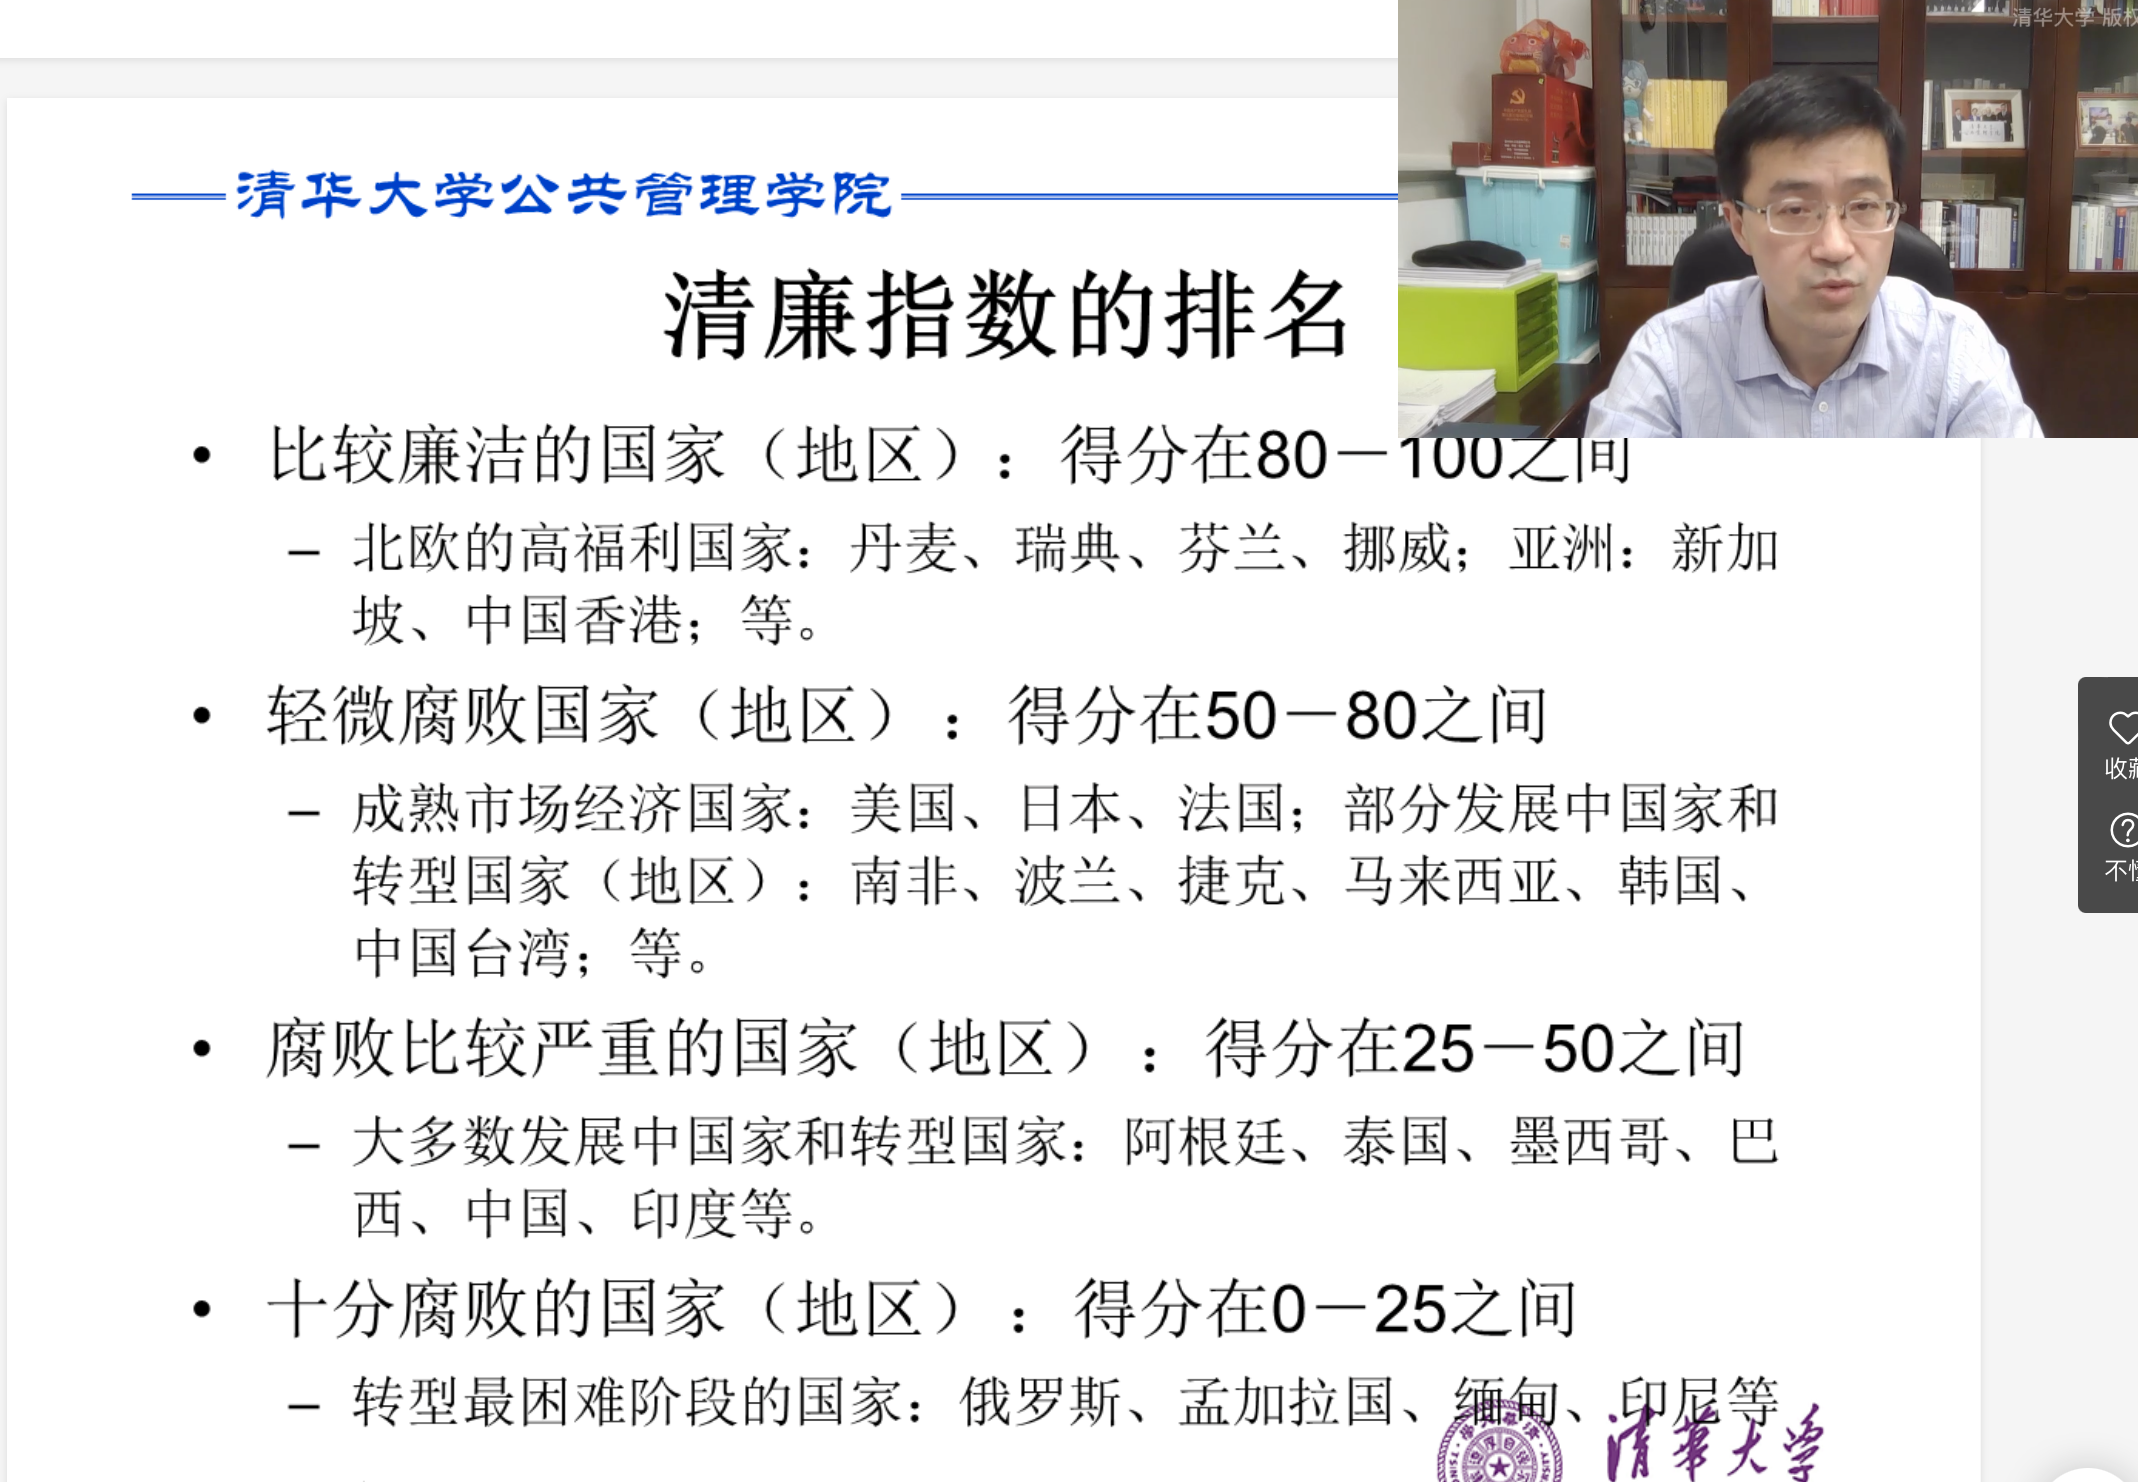 清华大学 版权
清华大学公共管理学院
清廉指数的排名
• 比较廉洁的国家（地区）：得分在80－100之间
– 北欧的高福利国家：丹麦、瑞典、芬兰、挪威；亚洲：新加
坡、中国香港；等。
• 轻微腐败国家（地区）：得分在50－80之间
– 成熟市场经济国家：美国、日本、法国；部分发展中国家和
转型国家（地区）：南非、波兰、捷克、马来西亚、韩国、
中国台湾；等。
• 腐败比较严重的国家（地区）：得分在25－50之间
– 大多数发展中国家和转型国家：阿根廷、泰国、墨西哥、巴
西、中国、印度等。
• 十分腐败的国家（地区）：得分在0－25之间
– 转型最困难阶段的国家：俄罗斯、孟加拉国、缅甸、印尼等
清華大学
收藏
不懂